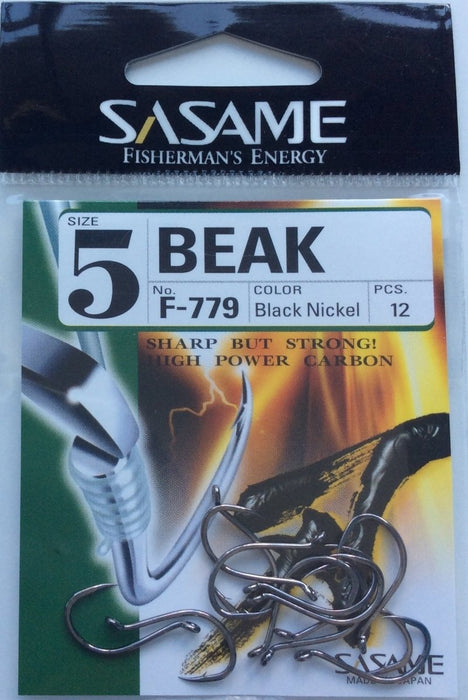 SASAME
FISHERMAN'S ENERGY
SIZE
5
BEAK
No.
F-779
COLOR
Black Nickel
PCS.
12
SHARP BUT STRONG!
HIGH POWER CARBON
SASAME
MADE JAPAN